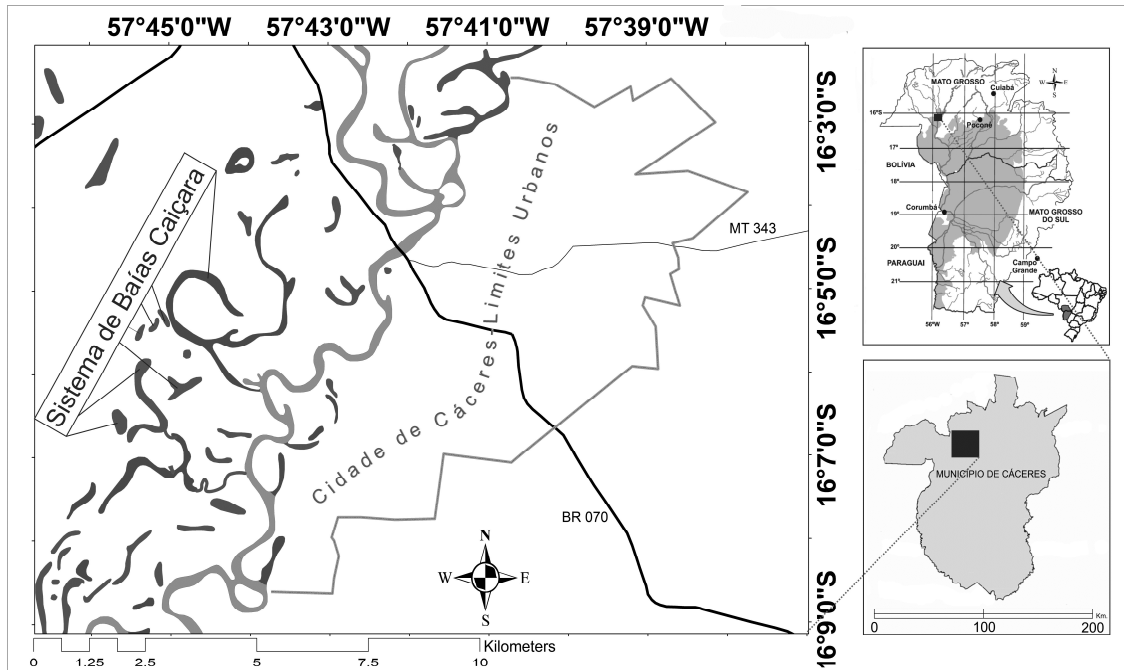 57°45'0"W
57°43'0"W
57°41'0"W
57°39'0"W
16°3'0"S
16°5'0"S
16°7'0"S
16°9'0"S
Sistema de Baías Caiçara
Cidade de Cáceres
Limites Urbanos
MT 343
BR 070
N
W
E
S
0
1,25
2,5
5
7,5
10
Kilometers
MATO GROSSO
Cuiabá
N
W
E
S
16°S
Poconé
17°
BOLÍVIA
18°
Corumbá
19°
MATO GROSSO
DO SUL
20°
PARAGUAI
Campo
Grande
21°
56°W
57°
58°
59°
MUNICÍPIO DE CÁCERES
0
100
200
Km.